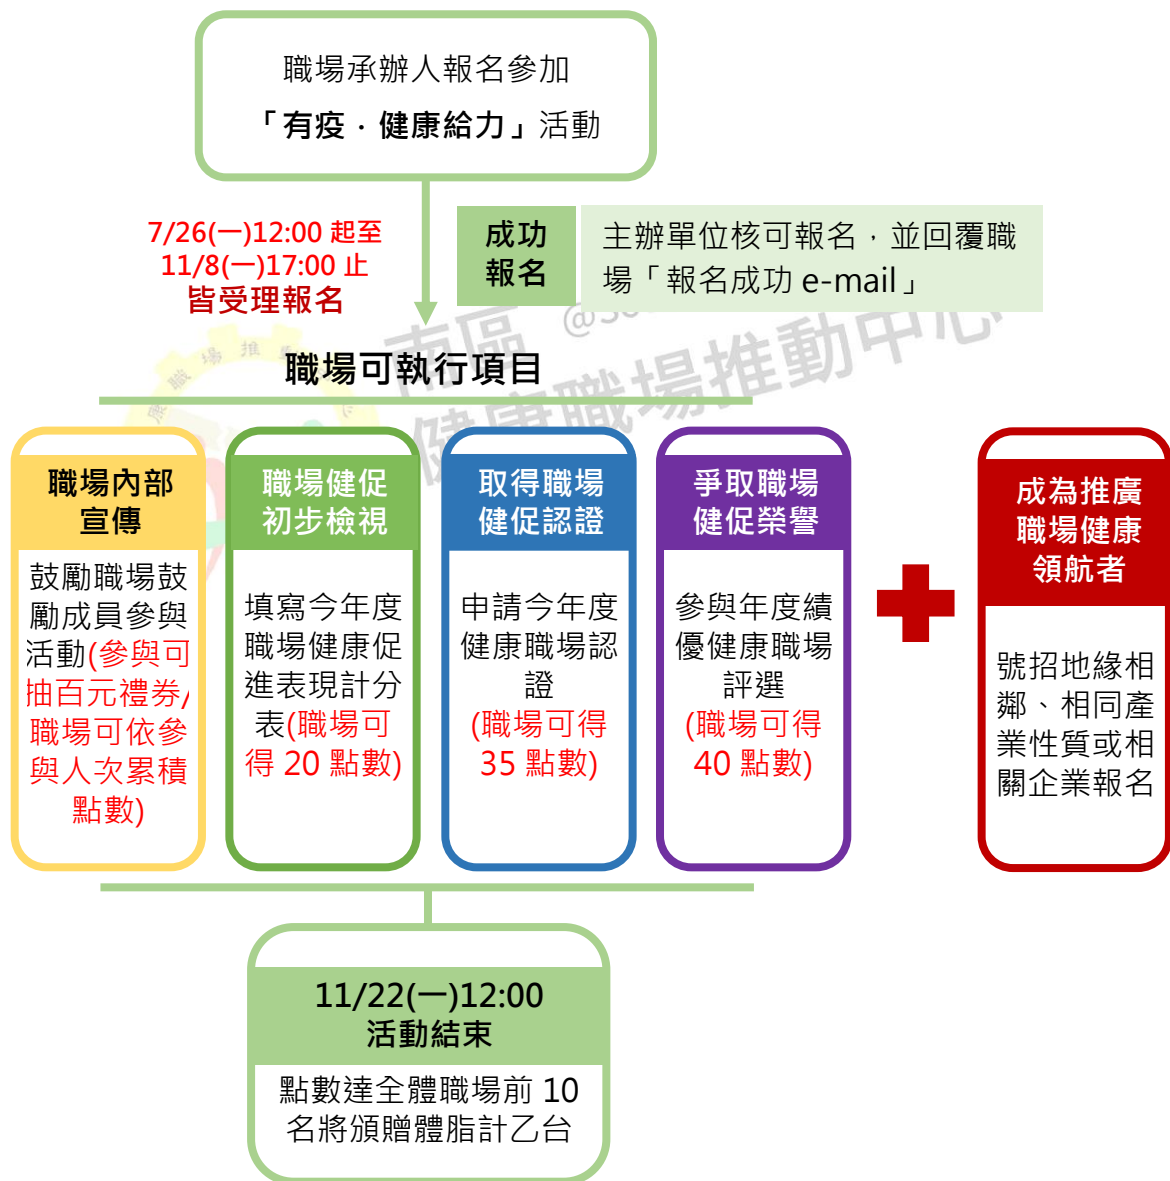 職場承辦人報名參加
「有疫．健康給力」活動
7/26(一)12:00 起至
11/8(一)17:00 止
皆受理報名
成功
報名
主辦單位核可報名，並回覆職
場「報名成功 e-mail」
南區
健康職場推動中心
職場可執行項目
職場內部
宣傳
鼓勵職場鼓
勵成員參與
活動(參與可
抽百元禮券/
職場可依參
與人次累積
點數)
職場健促
初步檢視
填寫今年度
職場健康促
進表現計分
表(職場可
得 20 點數)
取得職場
健促認證
申請今年度
健康職場認
證
(職場可得
35 點數)
爭取職場
健促榮譽
參與年度績
優健康職場
評選
(職場可得
40 點數)
成為推廣
職場健康
領航者
號招地緣相
鄰、相同產
業性質或相
關企業報名
11/22(一)12:00
活動結束
點數達全體職場前 10
名將頒贈體脂計乙台